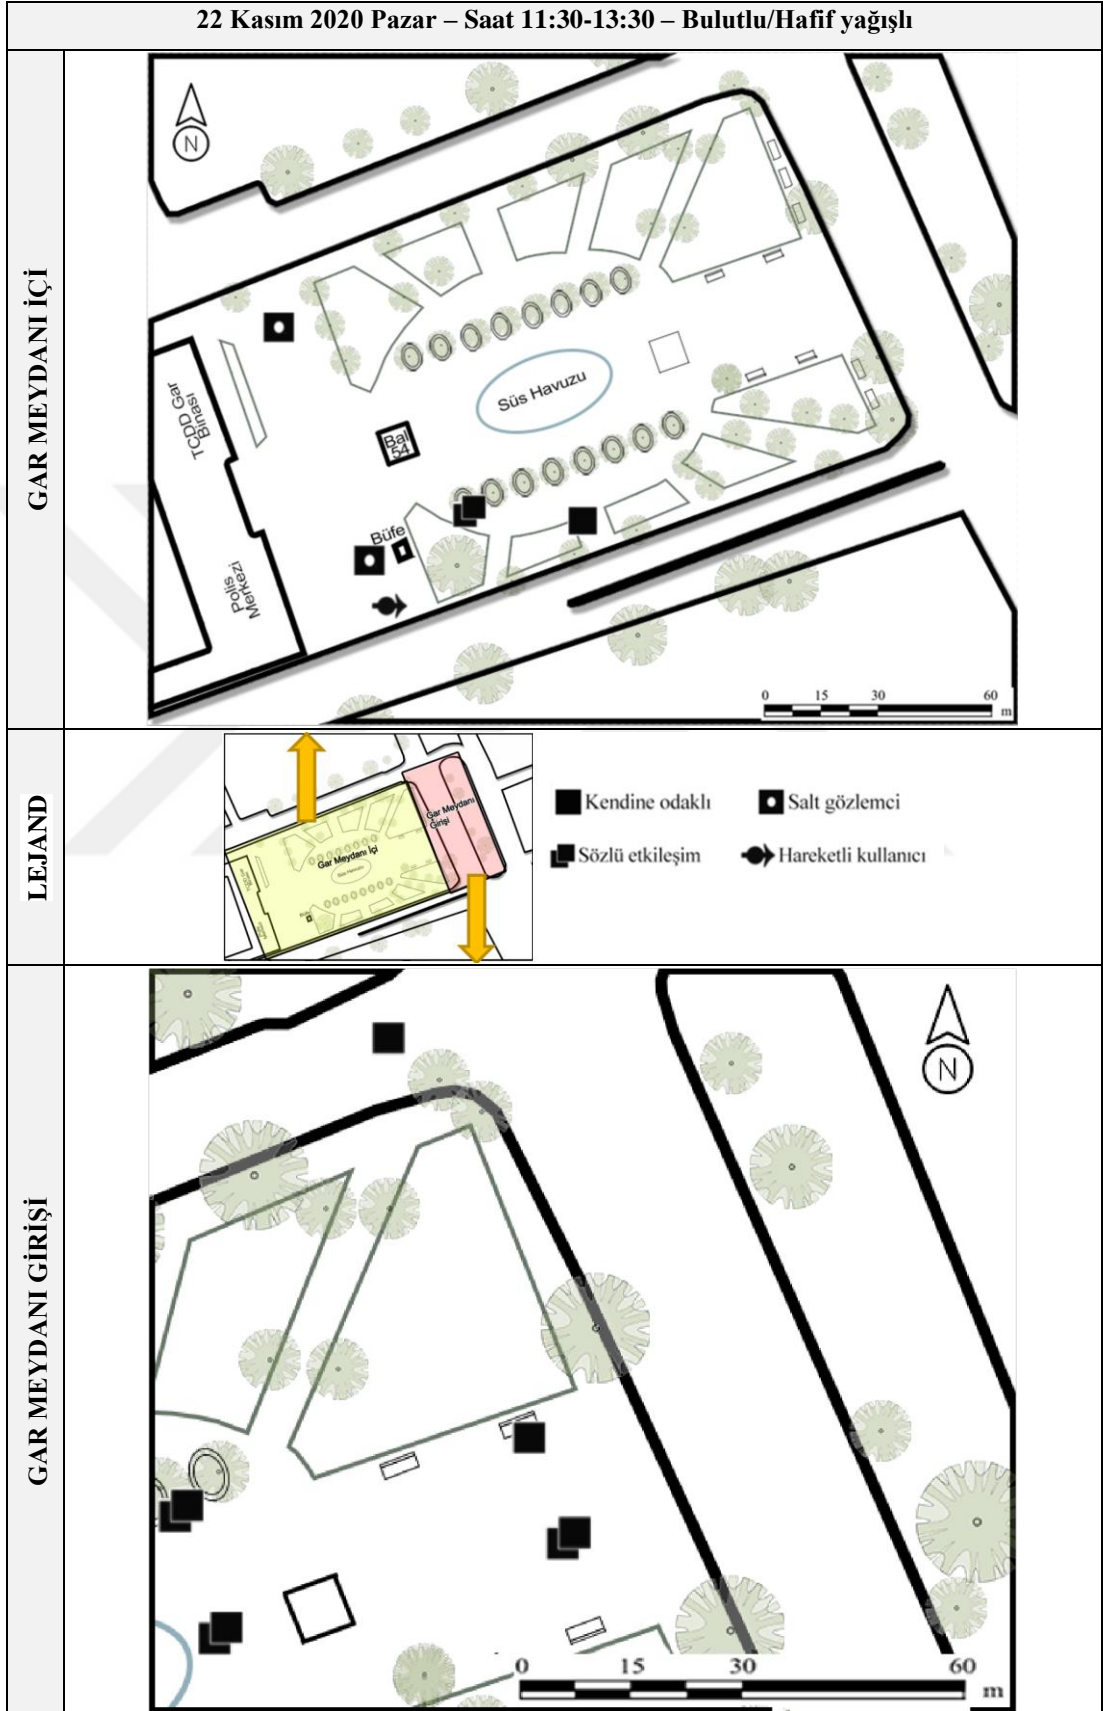 22 Kasım 2020 Pazar – Saat 11:30-13:30 – Bulutlu/Hafif yağışlı
GAR MEYDANI İÇİ
N
TCDD Gar
Binası
Süs Havuzu
Bal
54
Büfe
Polis
Merkezi
0 15 30 60
m
LEJAND
Gar Meydanı
Girişi
Gar Meydanı İçi
Süs Havuzu
Kendine odaklı
Salt gözlemci
Sözlü etkileşim
Hareketli kullanıcı
GAR MEYDANI GİRİŞİ
N
0 15 30 60
m